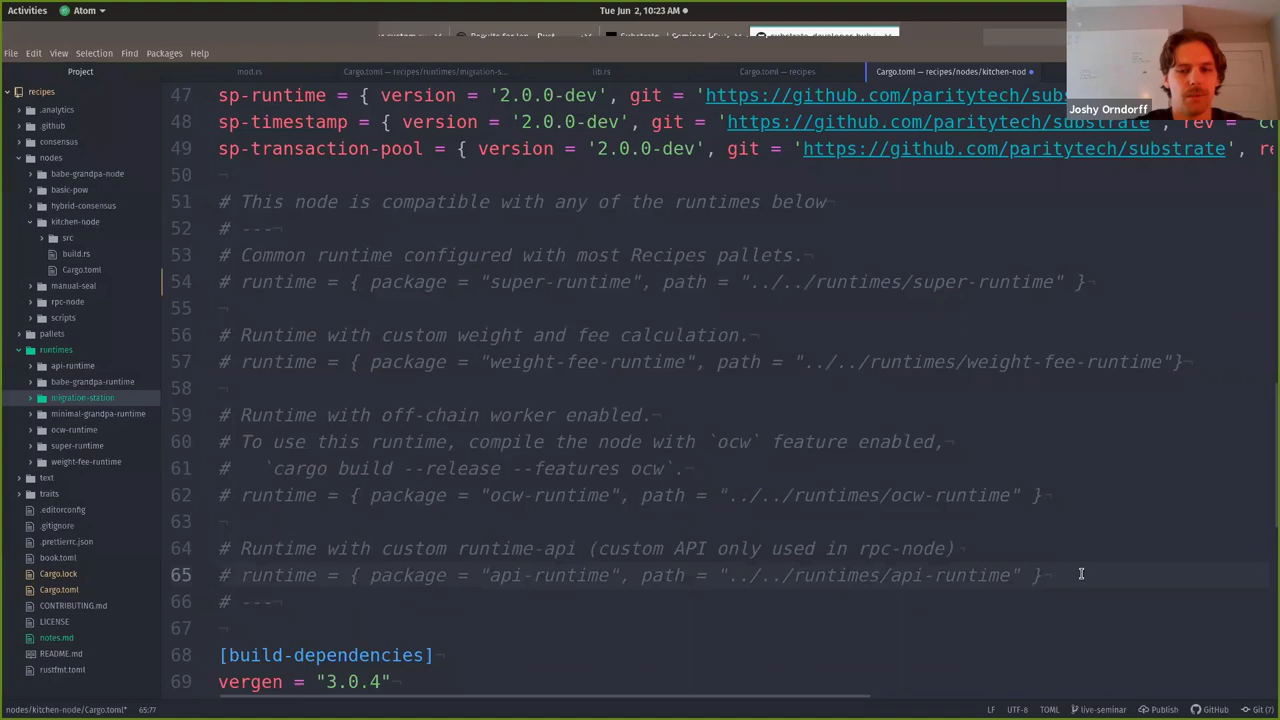 Activities
Atom
Tue Jun 2, 10:23 AM
File Edit View Selection Find Packages Help
Joshy Orndorff
Project
mod.rs
Cargo.toml — recipes/runtimes/migration-s...
lib.rs
Cargo.toml — recipes
Cargo.toml — recipes/nodes/kitchen-nod
recipes
.analytics
.github
consensus
nodes
babe-grandpa-node
basic-pow
hybrid-consensus
kitchen-node
src
build.rs
Cargo.toml
manual-seal
rpc-node
scripts
pallets
runtimes
api-runtime
babe-grandpa-runtime
migration-station
minimal-grandpa-runtime
ocw-runtime
super-runtime
weight-fee-runtime
text
traits
.editorconfig
.gitignore
.prettierrc.json
book.toml
Cargo.lock
Cargo.toml
CONTRIBUTING.md
LICENSE
notes.md
README.md
rustfmt.toml
47 sp-runtime = { version = '2.0.0-dev', git = 'https://github.com/paritytech/subs
48 sp-timestamp = { version = '2.0.0-dev', git = 'https://github.com/paritytech/substrate', rev = 'co
49 sp-transaction-pool = { version = '2.0.0-dev', git = 'https://github.com/paritytech/substrate', re
50
51 # This node is compatible with any of the runtimes below
52 # ---
53 # Common runtime configured with most Recipes pallets.
54 # runtime = { package = "super-runtime", path = "../../runtimes/super-runtime" }
55
56 # Runtime with custom weight and fee calculation.
57 # runtime = { package = "weight-fee-runtime", path = "../../runtimes/weight-fee-runtime"}
58
59 # Runtime with off-chain worker enabled.
60 # To use this runtime, compile the node with `ocw` feature enabled,
61 #   `cargo build --release --features ocw`.
62 # runtime = { package = "ocw-runtime", path = "../../runtimes/ocw-runtime" }
63
64 # Runtime with custom runtime-api (custom API only used in rpc-node)
65 # runtime = { package = "api-runtime", path = "../../runtimes/api-runtime" }
66 # ---
67
68 [build-dependencies]
69 vergen = "3.0.4"
nodes/kitchen-node/Cargo.toml* 65:77
LF UTF-8 TOML live-seminar Publish GitHub Git (7)